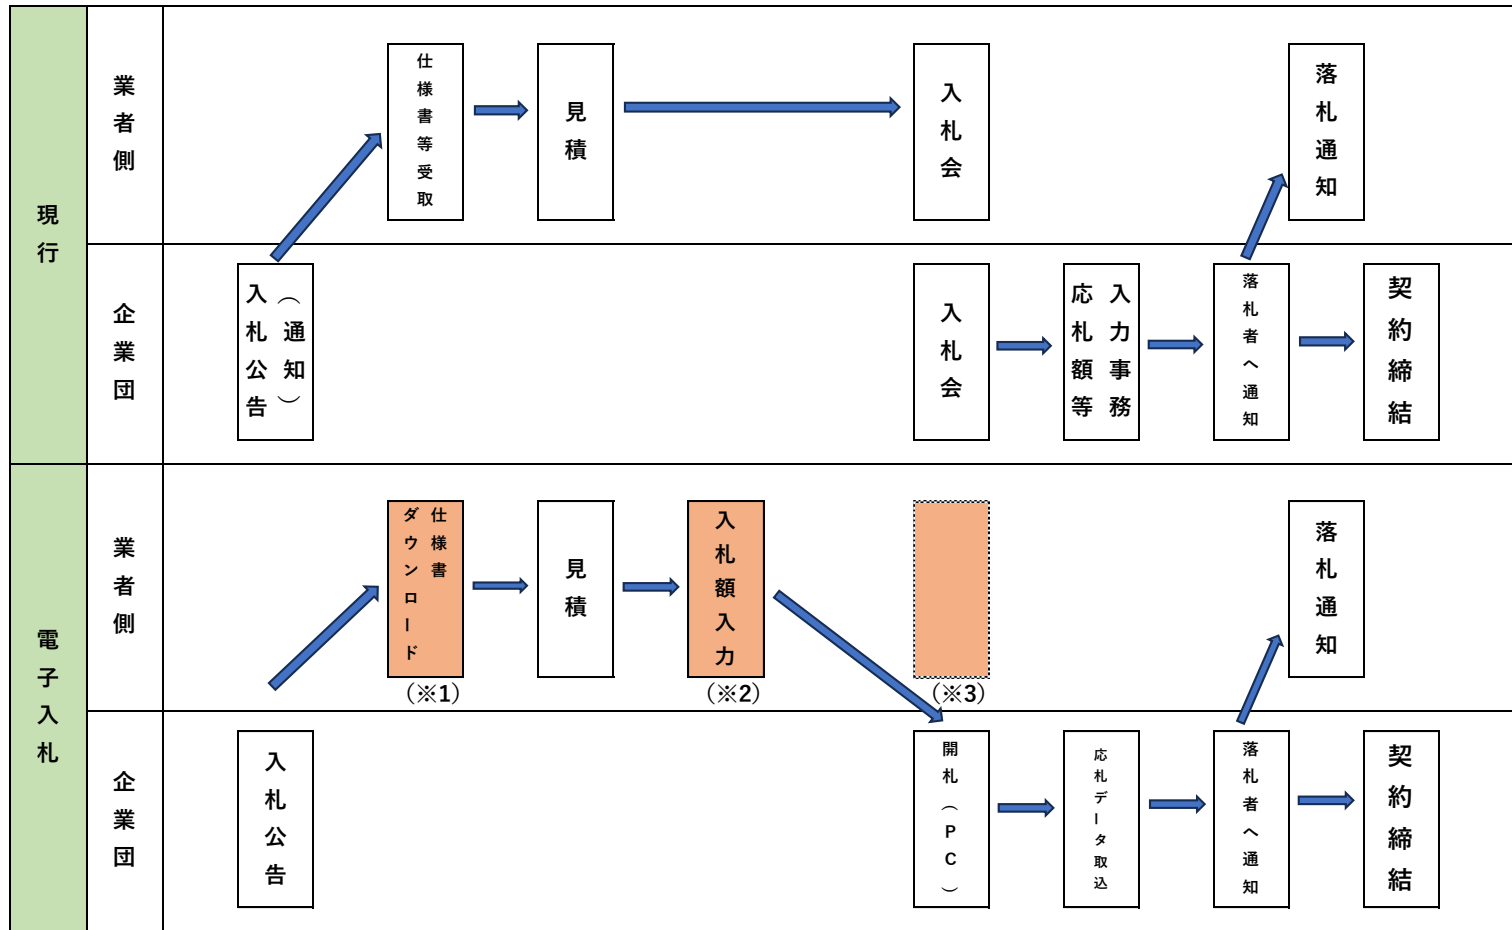 現行
業者側
仕様書等受取
見積
入札会
落札通知
企業団
入札公告
（通知）
入札会
応札額等
入力事務
落札者へ通知
契約締結
電子入札
業者側
仕様書
ダウンロード
（※1）
見積
入札額入力
（※2）
（※3）
落札通知
企業団
入札公告
開札（PC）
応札データ取込
落札者へ通知
契約締結